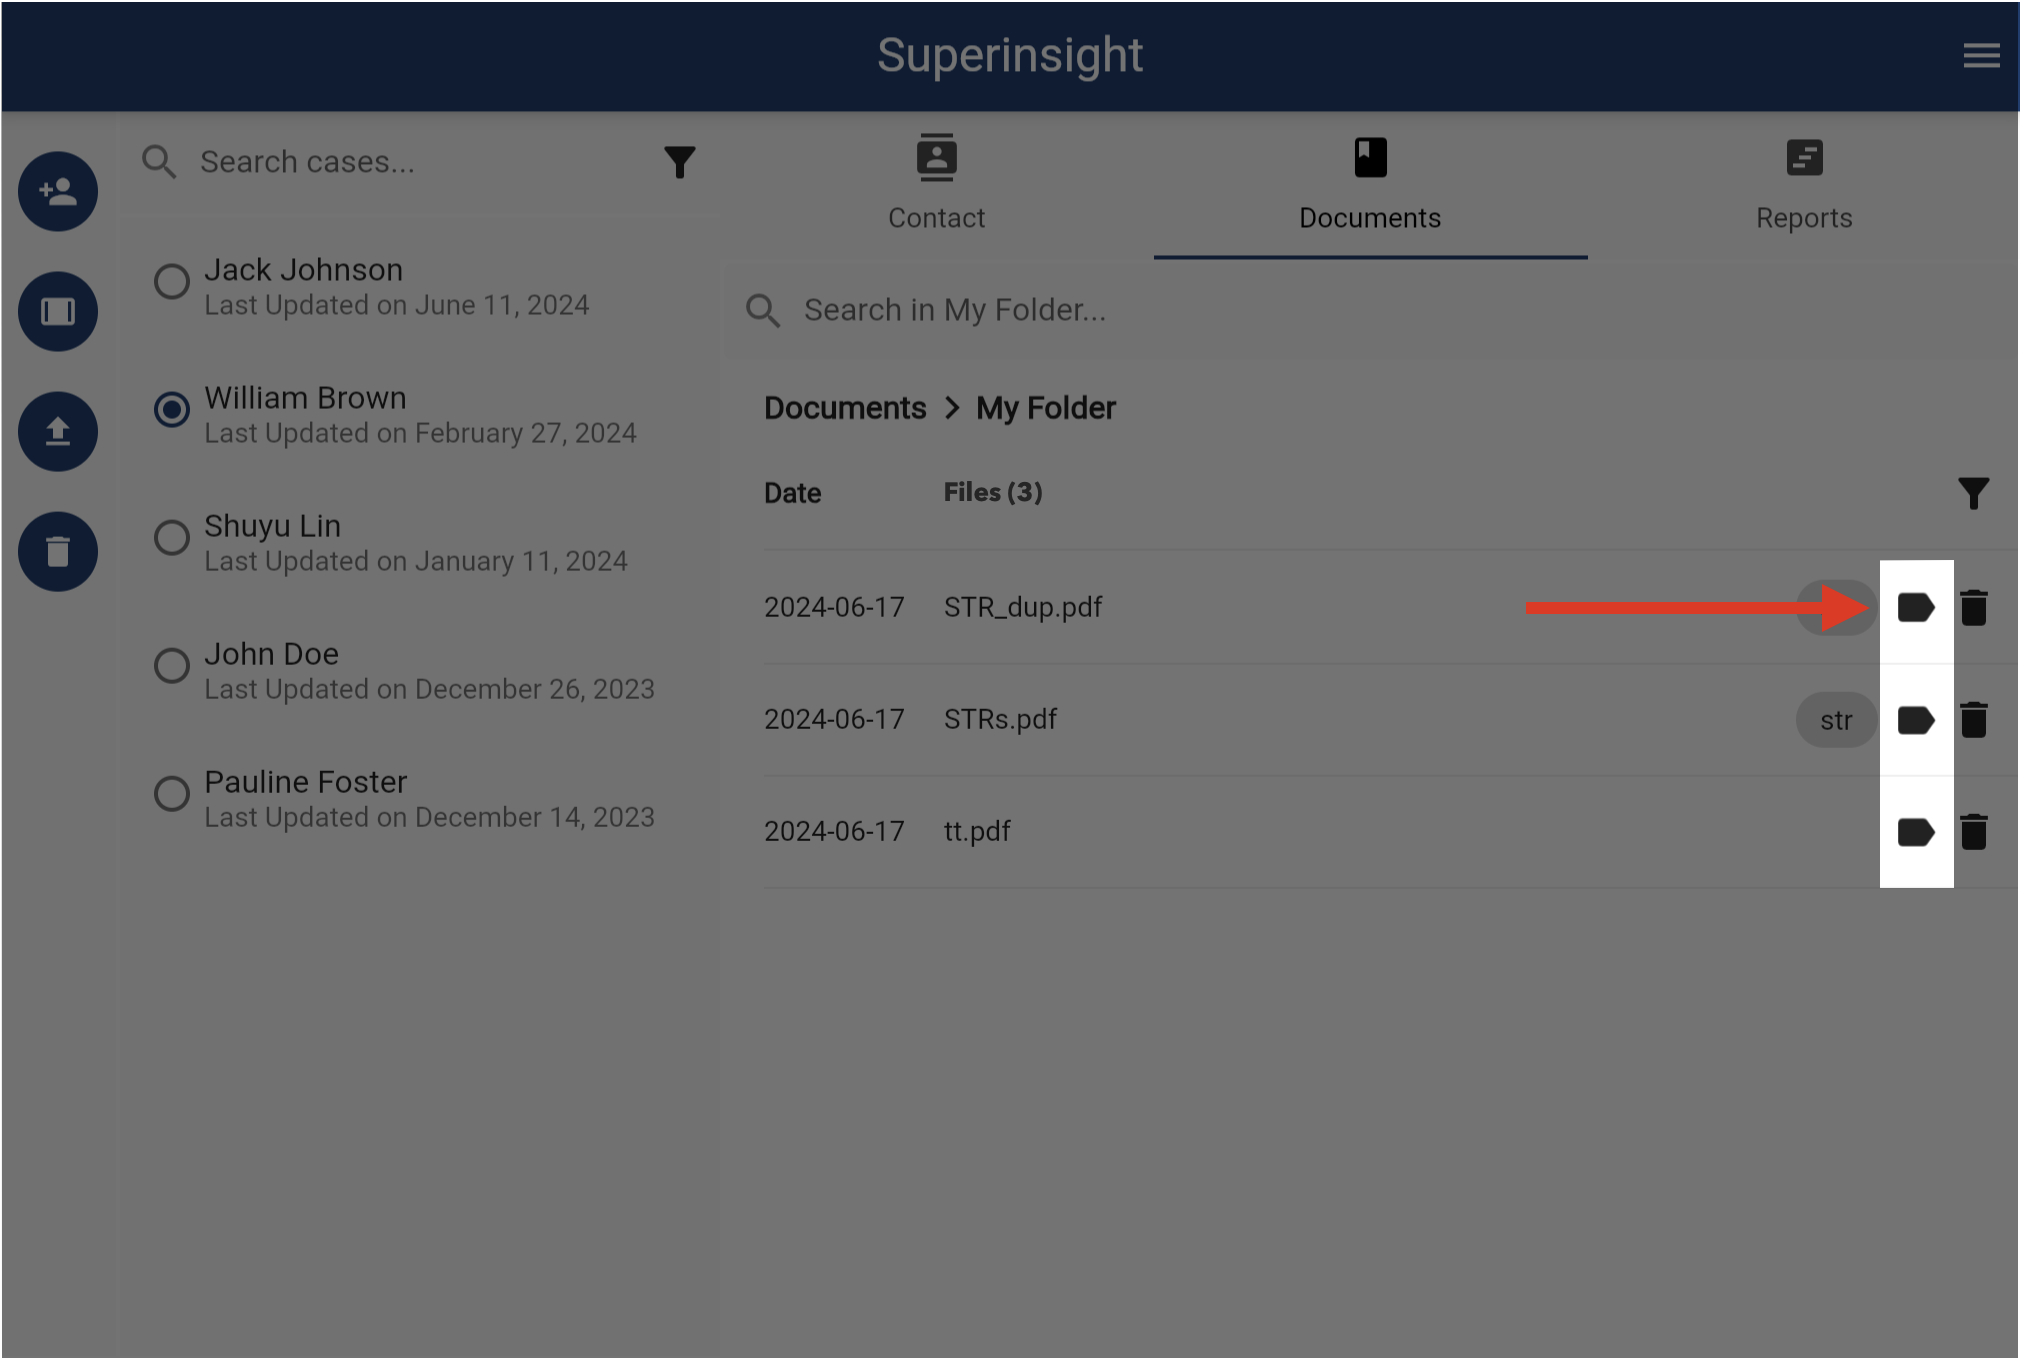 Superinsight
Search cases...
Contact
Documents
Reports
Jack Johnson
Last Updated on June 11, 2024
William Brown
Last Updated on February 27, 2024
Shuyu Lin
Last Updated on January 11, 2024
John Doe
Last Updated on December 26, 2023
Pauline Foster
Last Updated on December 14, 2023
Search in My Folder...
Documents > My Folder
Date Files (3)
2024-06-17 STR_dup.pdf
2024-06-17 STRs.pdf str
2024-06-17 tt.pdf